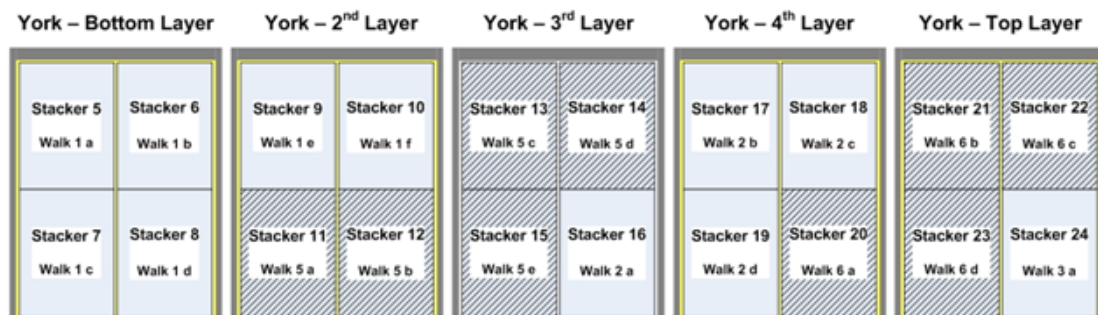 York – Bottom Layer
York – 2nd Layer
York – 3rd Layer
York – 4th Layer
York – Top Layer
Stacker 5
Walk 1 a
Stacker 6
Walk 1 b
Stacker 7
Walk 1 c
Stacker 8
Walk 1 d
Stacker 9
Walk 1 e
Stacker 10
Walk 1 f
Stacker 11
Walk 5 a
Stacker 12
Walk 5 b
Stacker 13
Walk 5 c
Stacker 14
Walk 5 d
Stacker 15
Walk 5 e
Stacker 16
Walk 2 a
Stacker 17
Walk 2 b
Stacker 18
Walk 2 c
Stacker 19
Walk 2 d
Stacker 20
Walk 6 a
Stacker 21
Walk 6 b
Stacker 22
Walk 6 c
Stacker 23
Walk 6 d
Stacker 24
Walk 3 a